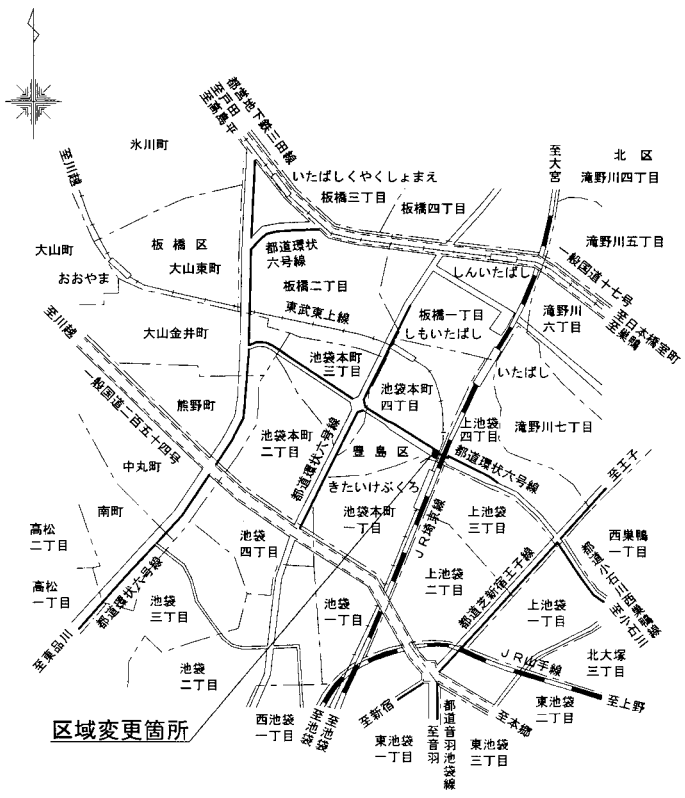 氷川町
至高島平
至戸田
都営地下鉄三田線
至川越
いたばしくやくしょまえ
板橋三丁目
板橋四丁目
至大宮
北区
滝野川四丁目
滝野川五丁目
大山町
板橋区
大山東町
おおやま
都道環状
六号線
板橋二丁目
しんいたばし
一般国道十七号
至日本橋室町
至巣鴨
東武東上線
板橋一丁目
しもいたばし
滝野川
六丁目
至川越
大山金井町
池袋本町
三丁目
いたばし
一般国道二百五十四号
熊野町
池袋本町
四丁目
上池袋
四丁目
滝野川七丁目
池袋本町
二丁目
都道環状六号線
豊島区
都道環状六号線
至王子
中丸町
きたいけぶくろ
池袋本町
一丁目
JR埼京線
上池袋
三丁目
南町
高松
二丁目
池袋
四丁目
西巣鴨
一丁目
都道小石川西巣鴨線
至小石川
高松
一丁目
都道環状六号線
至東品川
池袋
三丁目
池袋
一丁目
上池袋
二丁目
都道芝新宿王子線
上池袋
一丁目
池袋
二丁目
JR山手線
北大塚
三丁目
至上野
区域変更箇所
西池袋
一丁目
至池袋
至池袋
至新宿
都道音羽池袋線
至音羽
至本郷
東池袋
二丁目
東池袋
一丁目
東池袋
三丁目